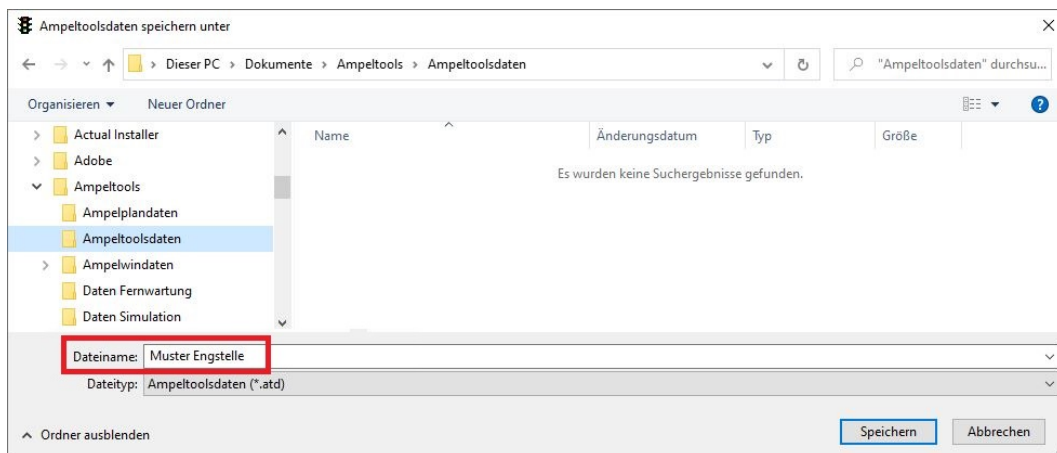 Ampeltoolsdaten speichern unter
Dieser PC > Dokumente > Ampeltools > Ampeltoolsdaten
"Ampeltoolsdaten" durchsu...
Organisieren
Neuer Ordner
Actual Installer
Adobe
Ampeltools
Ampelplandaten
Ampeltoolsdaten
Ampelwindaten
Daten Fernwartung
Daten Simulation
Name Änderungsdatum Typ Größe
Es wurden keine Suchergebnisse gefunden.
Dateiname: Muster Engstelle
Dateityp: Ampeltoolsdaten (*.atd)
Ordner ausblenden
Speichern
Abbrechen